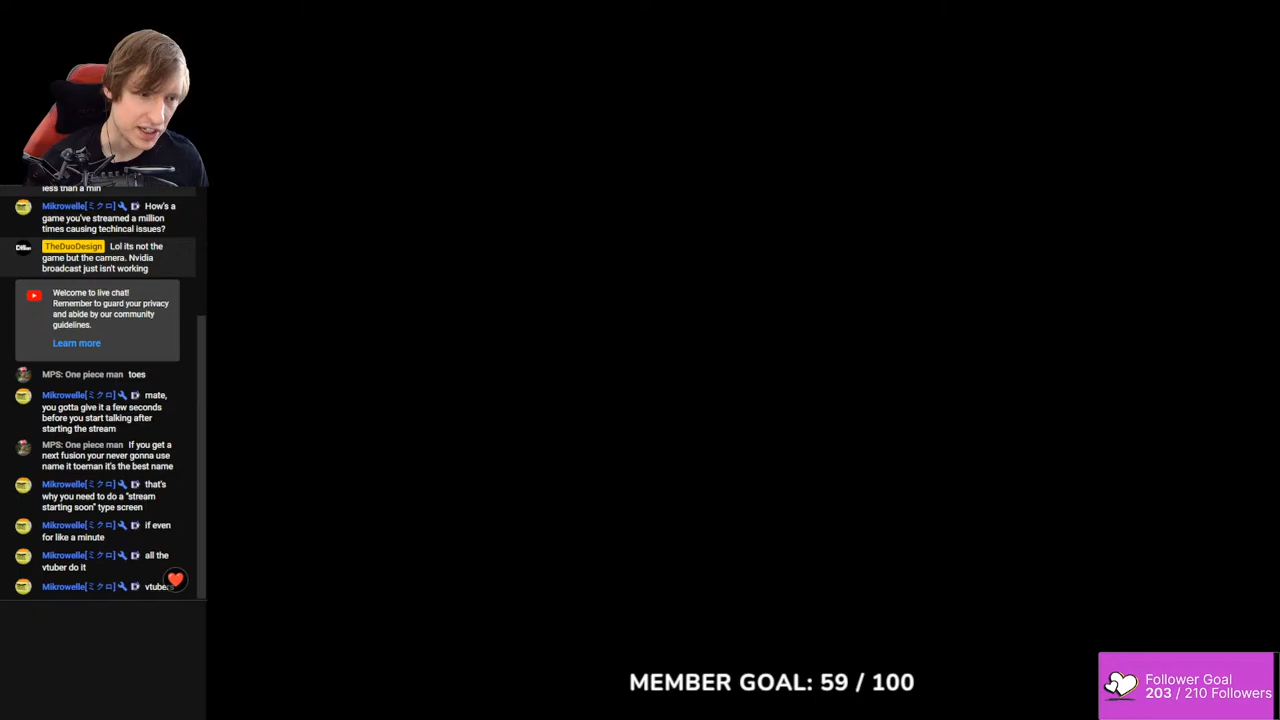 less than a min
Mikrowelle[ミクロ] How's a
game you've streamed a million
times causing techincal issues?
TheDuoDesign Lol its not the
game but the camera. Nvidia
broadcast just isn't working
Welcome to live chat!
Remember to guard your privacy
and abide by our community
guidelines.
Learn more
MPS: One piece man toes
Mikrowelle[ミクロ] mate,
you gotta give it a few seconds
before you start talking after
starting the stream
MPS: One piece man If you get a
next fusion your never gonna use
name it toeman it's the best name
Mikrowelle[ミクロ] that's
why you need to do a "stream
starting soon" type screen
Mikrowelle[ミクロ] if even
for like a minute
Mikrowelle[ミクロ] all the
vtuber do it
Mikrowelle[ミクロ] vtubers
MEMBER GOAL: 59 / 100
Follower Goal
203 / 210 Followers